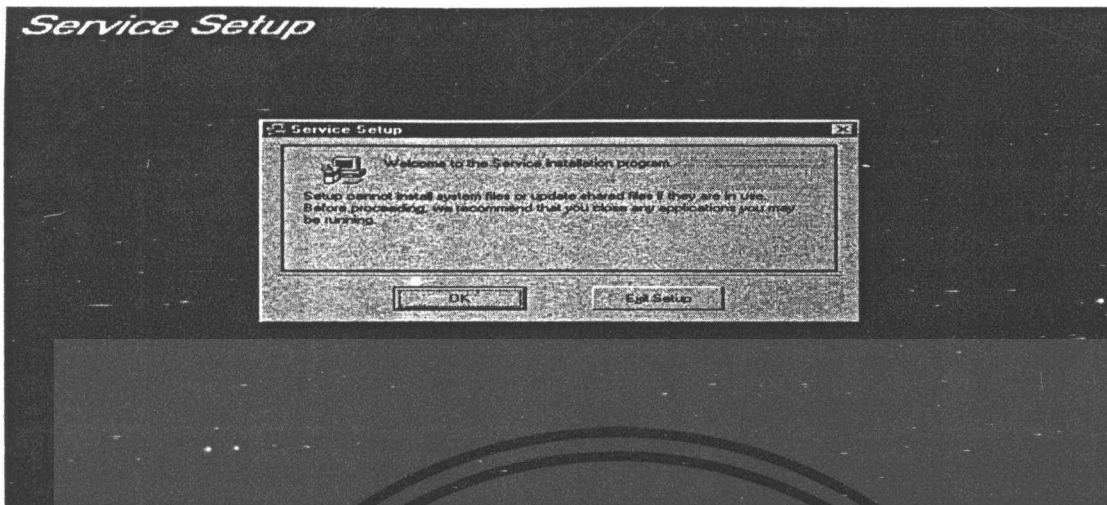 Service Setup
Service Setup
Welcome to the Service installation program.
Setup cannot install system files or update shared files if they are in use.
Before proceeding, we recommend that you close any applications you may
be running.
OK
Exit Setup